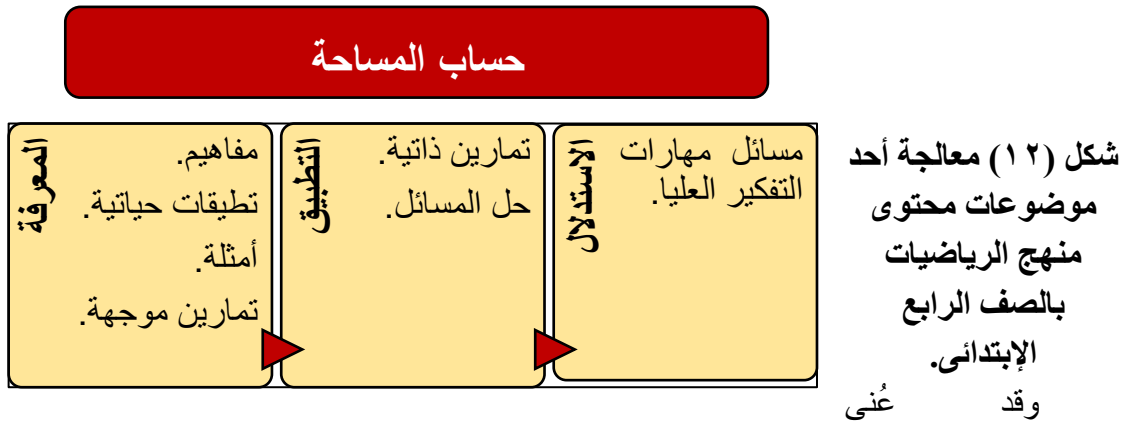 حساب المساحة
المعرفة
مفاهيم.
تطيقات حياتية.
أمثلة.
تمارين موجهة.
التطبيق
تمارين ذاتية.
حل المسائل.
الاستدلال
مسائل مهارات
التفكير العليا.
شكل (١٢) معالجة أحد
موضوعات محتوى
منهج الرياضيات
بالصف الرابع
الإبتدائى.
وقد عُنى